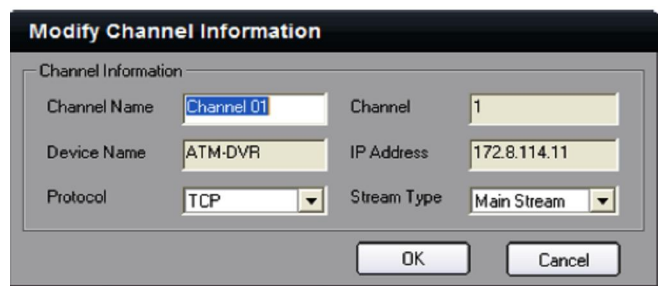 Modify Channel Information
Channel Information
Channel Name Channel 01 Channel 1
Device Name ATM-DVR IP Address 172.8.114.11
Protocol TCP Stream Type Main Stream
OK Cancel